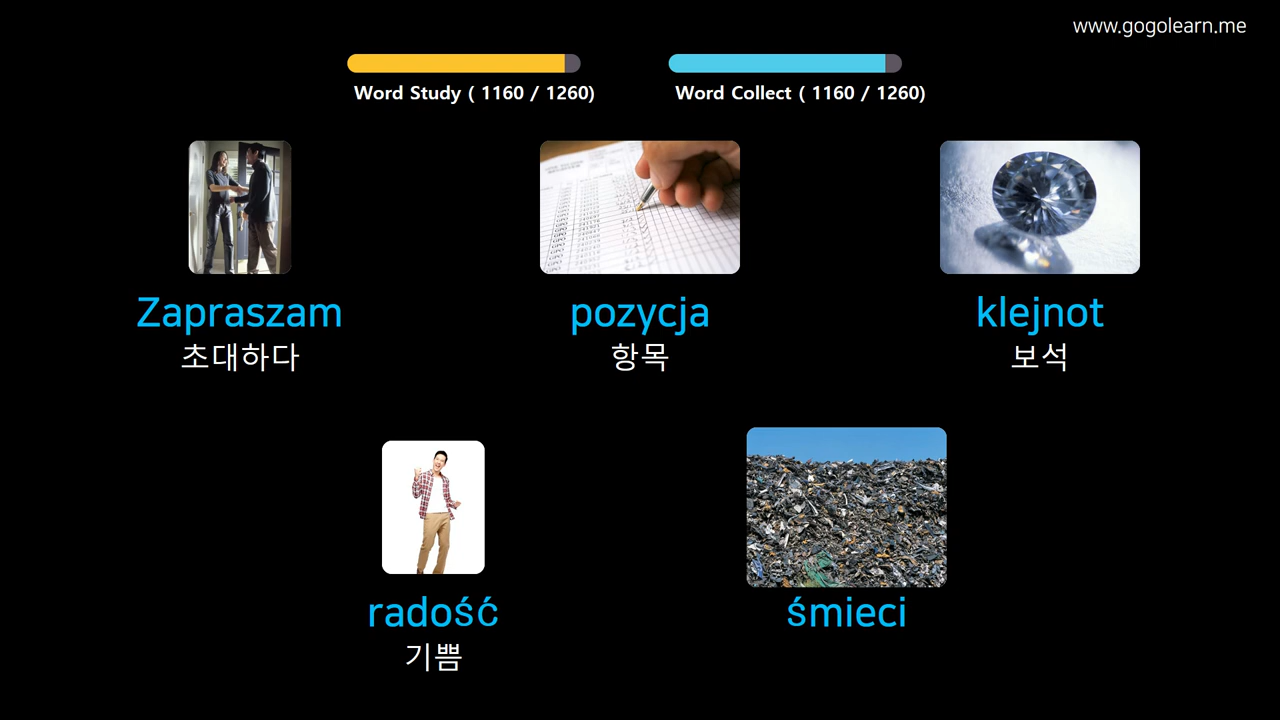 www.gogolearn.me
Word Study ( 1160 / 1260)
Word Collect ( 1160 / 1260)
Zapraszam
초대하다
pozycja
항목
klejnot
보석
radość
기쁨
śmieci